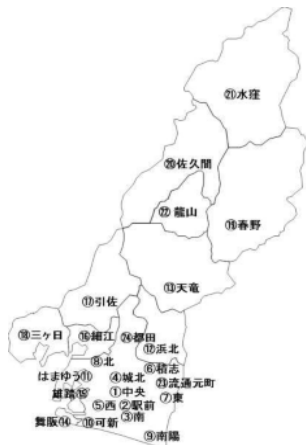 ㉑水窪
⑳佐久間
㉒龍山
⑲春野
⑬天竜
⑰引佐
⑱三ヶ日
⑯細江
㉔都田
⑫浜北
⑧北
⑥積志
はまゆう⑪
④城北
㉓流通元町
雄踏⑮
①中央
⑦東
⑤西
②駅前
舞阪⑭
⑩可新
③南
⑨南陽